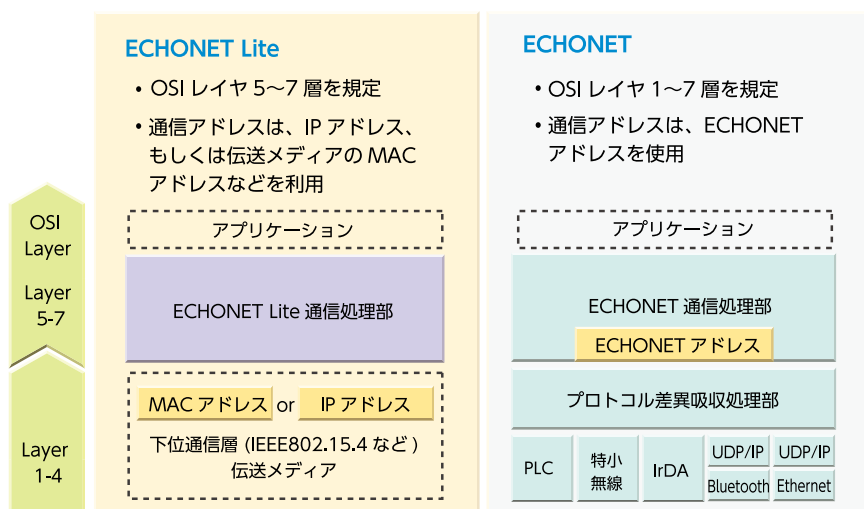 ECHONET Lite
• OSI レイヤ 5～7 層を規定
• 通信アドレスは、IP アドレス、
もしくは伝送メディアの MAC
アドレスなどを利用
ECHONET
• OSI レイヤ 1～7 層を規定
• 通信アドレスは、ECHONET
アドレスを使用
OSI
Layer
Layer
5-7
Layer
1-4
アプリケーション
ECHONET Lite 通信処理部
MAC アドレス or IP アドレス
下位通信層 (IEEE802.15.4 など)
伝送メディア
アプリケーション
ECHONET 通信処理部
ECHONET アドレス
プロトコル差異吸収処理部
PLC
特小
無線
IrDA
UDP/IP
Bluetooth
UDP/IP
Ethernet